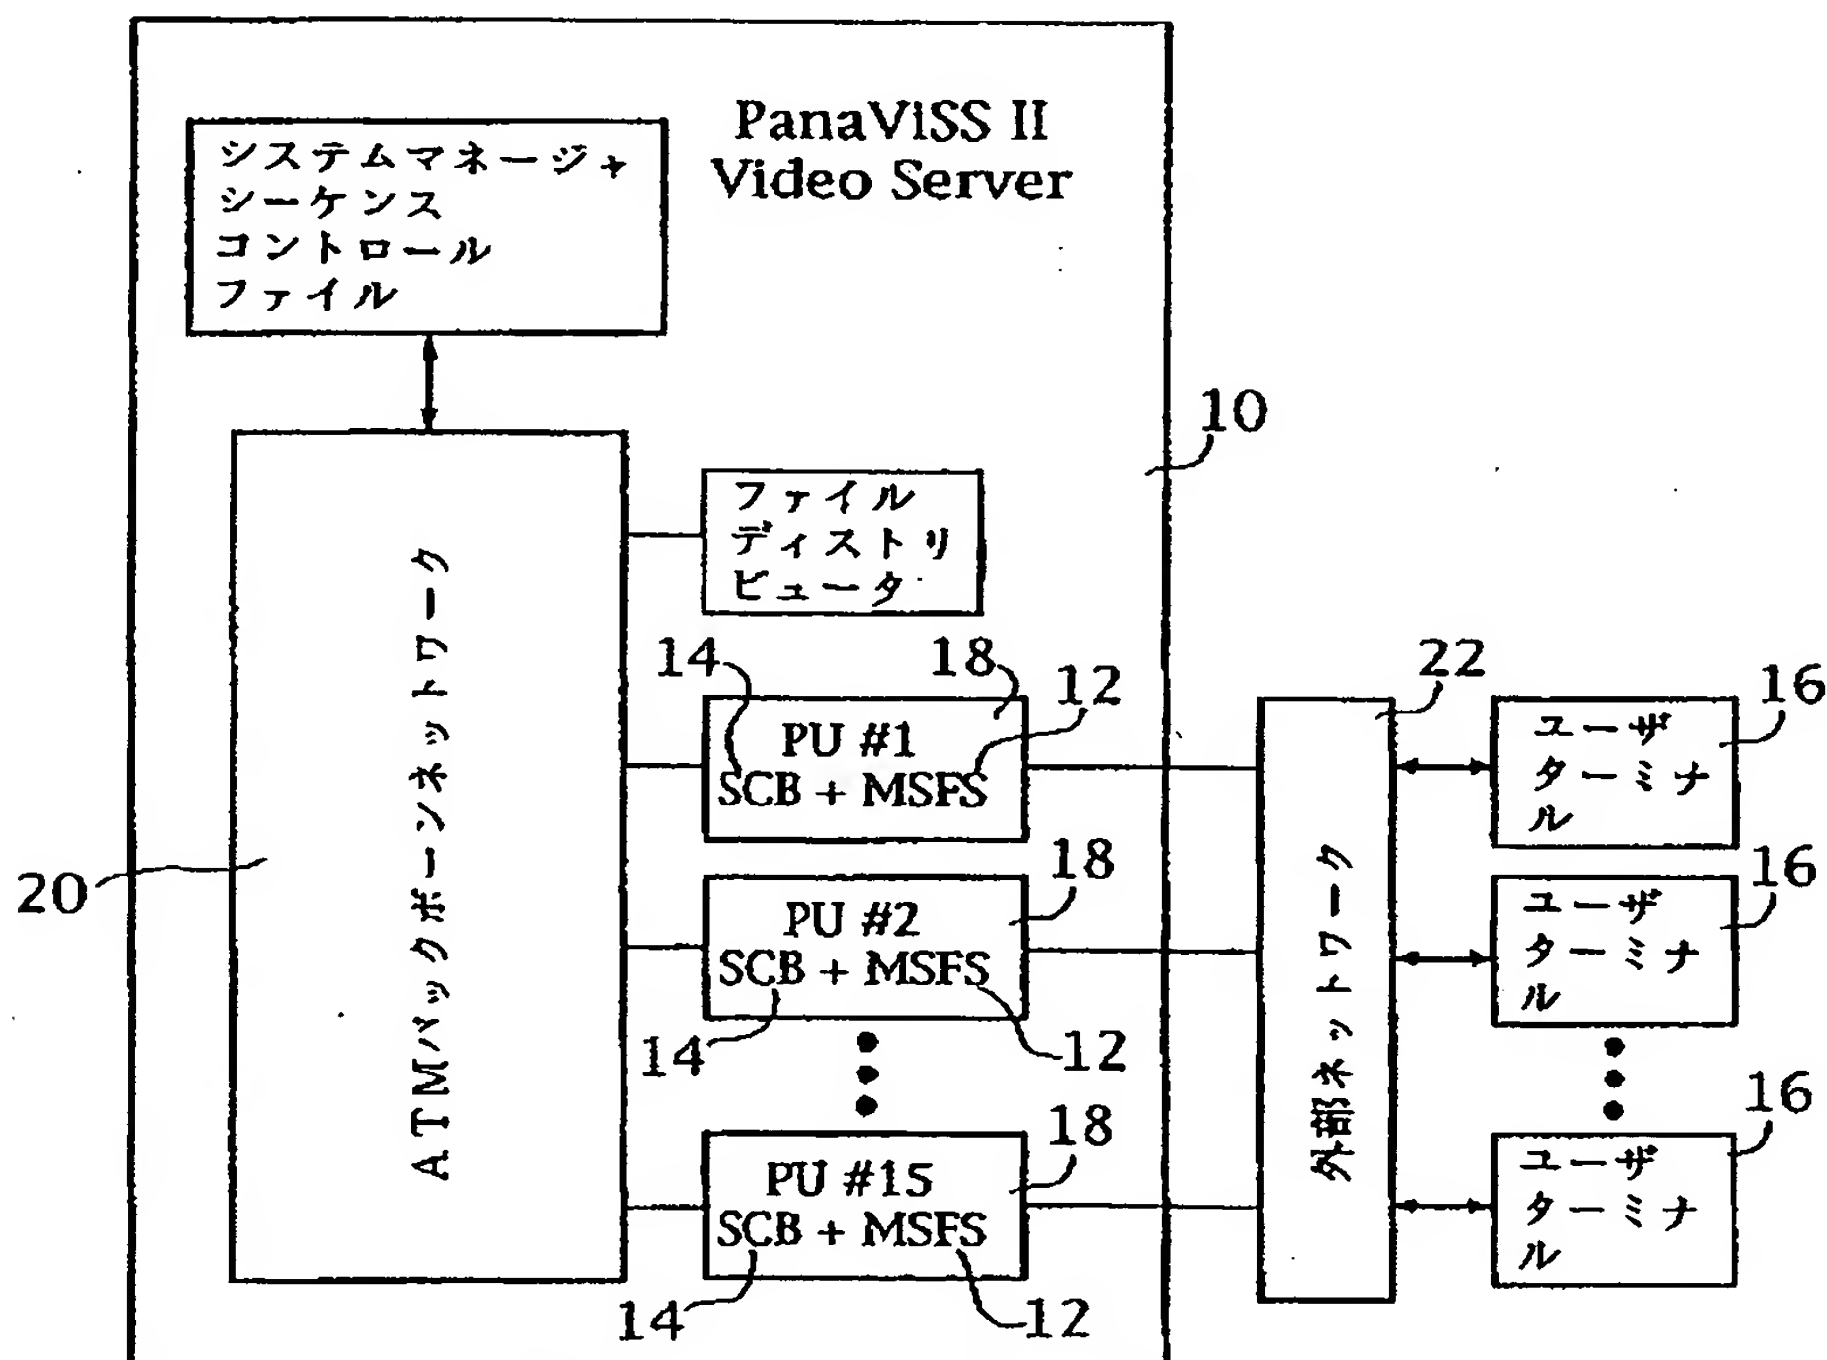 PanaViSS II
Video Server
システムマネージャ
シーケンス
コントロール
ファイル
10
ファイル
ディストリ
ビュータ
ATMバックボーンネットワーク
20
14
18
12
PU #1
SCB + MSFS
18
PU #2
SCB + MSFS
14
12
18
PU #15
SCB + MSFS
14
12
22
外部ネットワーク
16
ユーザ
ターミナ
ル
16
ユーザ
ターミナ
ル
16
ユーザ
ターミナ
ル